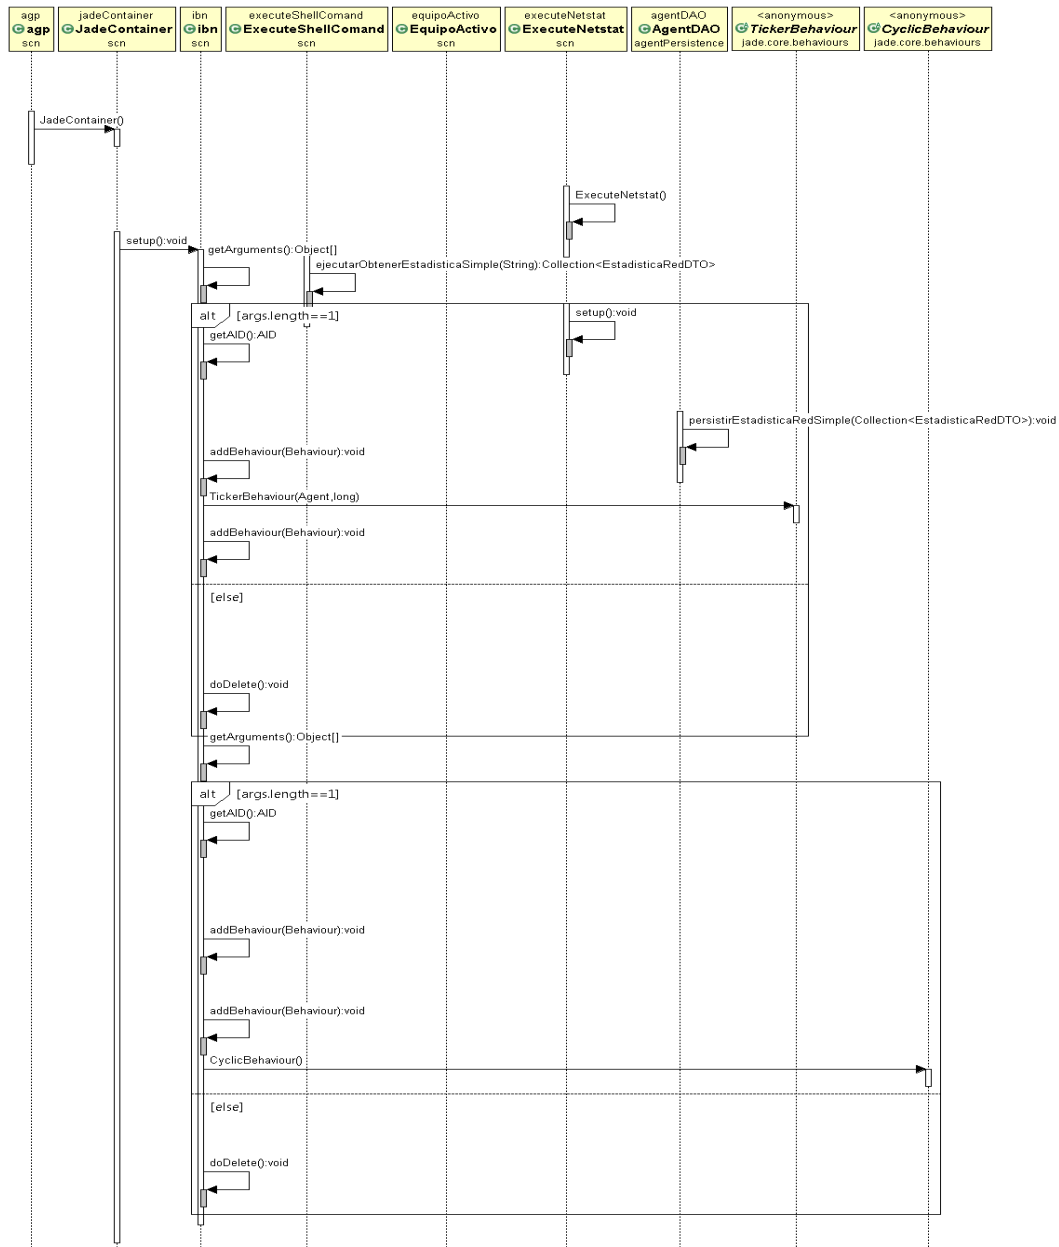 agp
agp
scn
jadeContainer
JadeContainer
scn
ibn
ibn
scn
executeShellComand
ExecuteShellComand
scn
equipoActivo
EquipoActivo
scn
executeNetstat
ExecuteNetstat
scn
agentDAO
AgentDAO
agentPersistence
<anonymous>
TickerBehaviour
jade.core.behaviours
<anonymous>
CyclicBehaviour
jade.core.behaviours
JadeContainer()
ExecuteNetstat()
setup():void
getArguments():Object[]
ejecutarObtenerEstadisticaSimple(String):Collection<EstadisticaRedDTO>
alt [args.length==1]
setup():void
getAID():AID
persistirEstadisticaRedSimple(Collection<EstadisticaRedDTO>):void
addBehaviour(Behaviour):void
TickerBehaviour(Agent,long)
addBehaviour(Behaviour):void
[else]
doDelete():void
getArguments():Object[]
alt [args.length==1]
getAID():AID
addBehaviour(Behaviour):void
addBehaviour(Behaviour):void
CyclicBehaviour()
[else]
doDelete():void